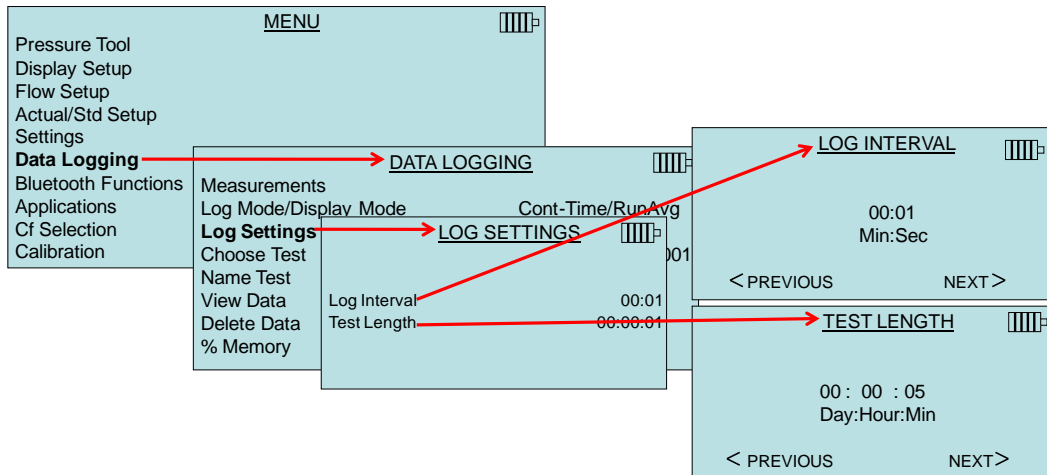 MENU
Pressure Tool
Display Setup
Flow Setup
Actual/Std Setup
Settings
Data Logging
Bluetooth Functions
Applications
Cf Selection
Calibration
DATA LOGGING
Measurements
Log Mode/Display Mode Cont-Time/RunAvg
Log Settings
Choose Test 001
Name Test
View Data
Delete Data
% Memory
LOG SETTINGS
Log Interval 00:01
Test Length 00:00:01
LOG INTERVAL
00:01
Min:Sec
< PREVIOUS NEXT >
TEST LENGTH
00 : 00 : 05
Day:Hour:Min
< PREVIOUS NEXT >